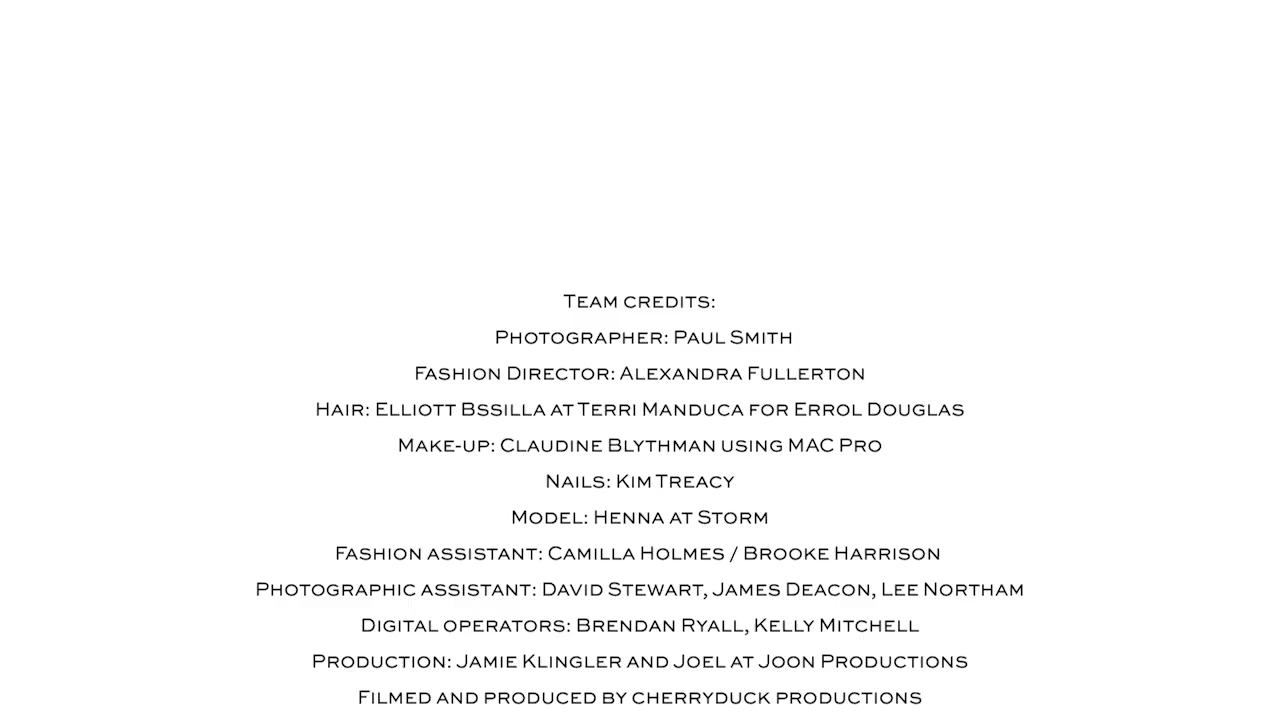 Team credits:
Photographer: Paul Smith
Fashion Director: Alexandra Fullerton
Hair: Elliott Bssilla at Terri Manduca for Errol Douglas
Make-up: Claudine Blythman using MAC Pro
Nails: Kim Treacy
Model: Henna at Storm
Fashion assistant: Camilla Holmes / Brooke Harrison
Photographic assistant: David Stewart, James Deacon, Lee Northam
Digital operators: Brendan Ryall, Kelly Mitchell
Production: Jamie Klingler and Joel at Joon Productions
Filmed and produced by cherryduck productions